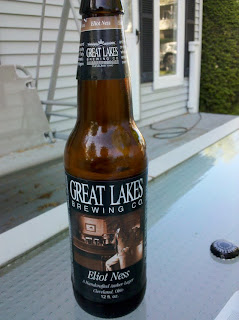 Eliot Ness
GREAT LAKES
BREWING CO.
GREAT LAKES
BREWING CO.
Eliot Ness
A Handcrafted Amber Lager
Cleveland, Ohio
12 fl. oz.